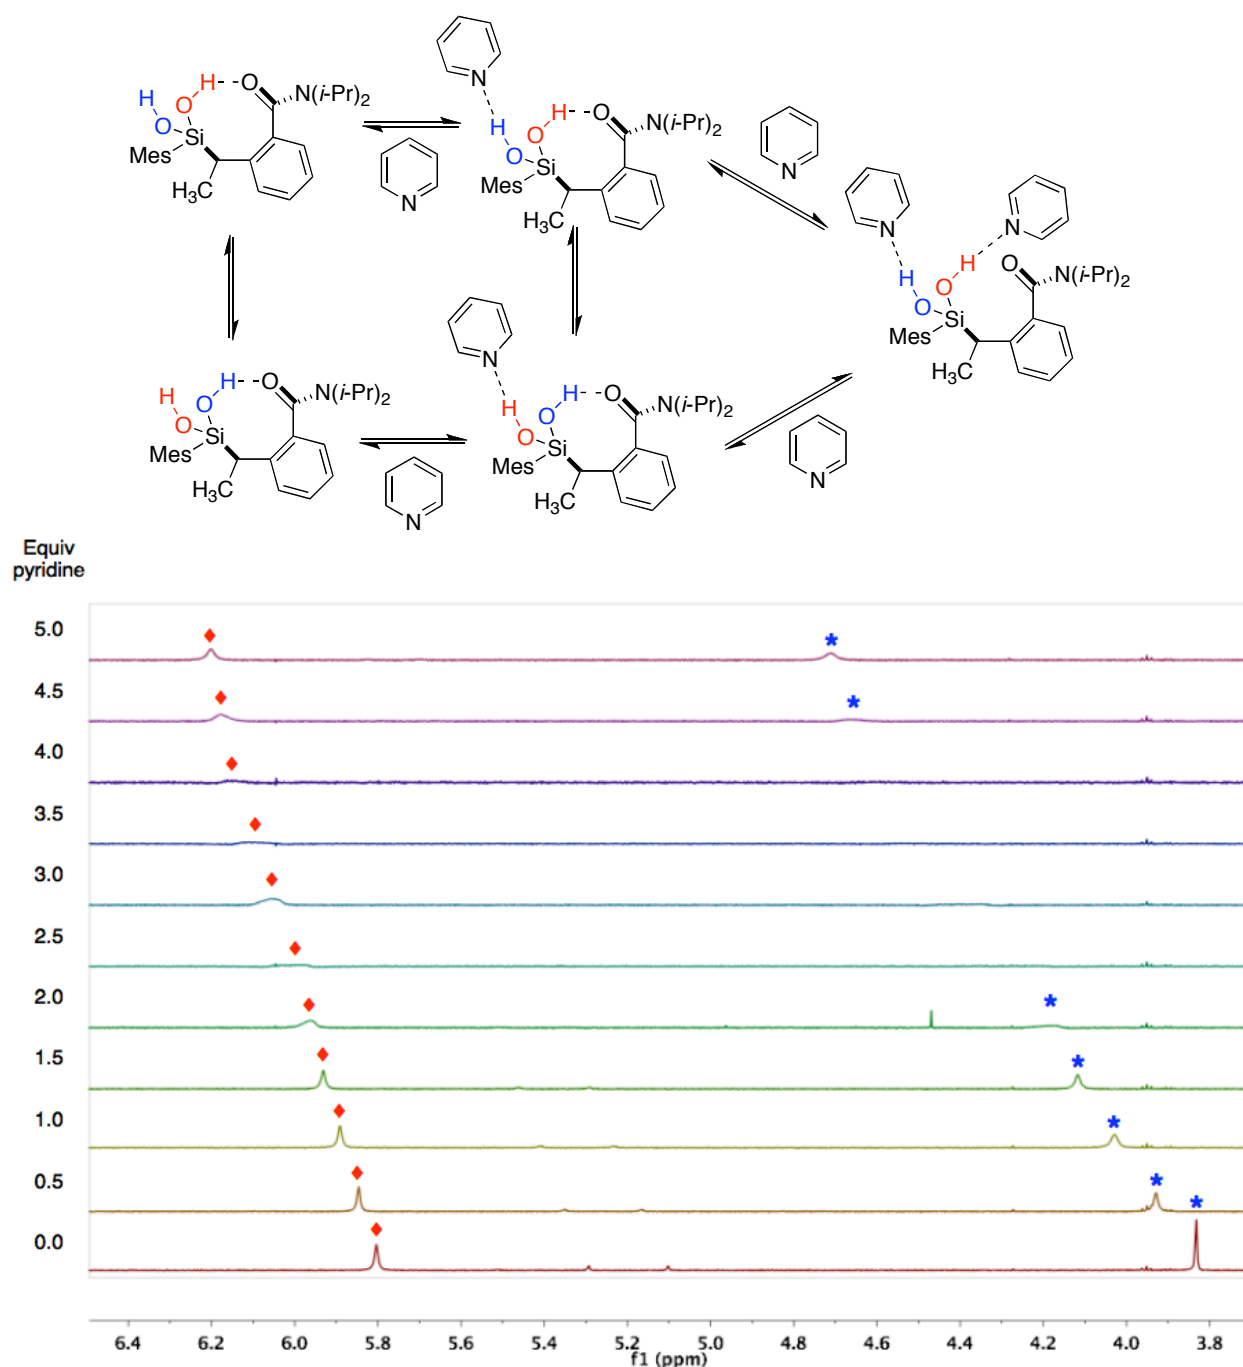 H
H
O
N(i-Pr)2
O
O
Si
Mes
H3C
N
N
H
H
O
N(i-Pr)2
O
O
Si
Mes
H3C
N
N
N
H
H
O
N(i-Pr)2
O
O
Si
Mes
H3C
H
H
O
N(i-Pr)2
O
O
Si
Mes
H3C
N
N
H
H
O
N(i-Pr)2
O
O
Si
Mes
H3C
N
Equiv
pyridine
5.0
4.5
4.0
3.5
3.0
2.5
2.0
1.5
1.0
0.5
0.0
6.4 6.2 6.0 5.8 5.6 5.4 5.2 5.0 4.8 4.6 4.4 4.2 4.0 3.8
f1 (ppm)